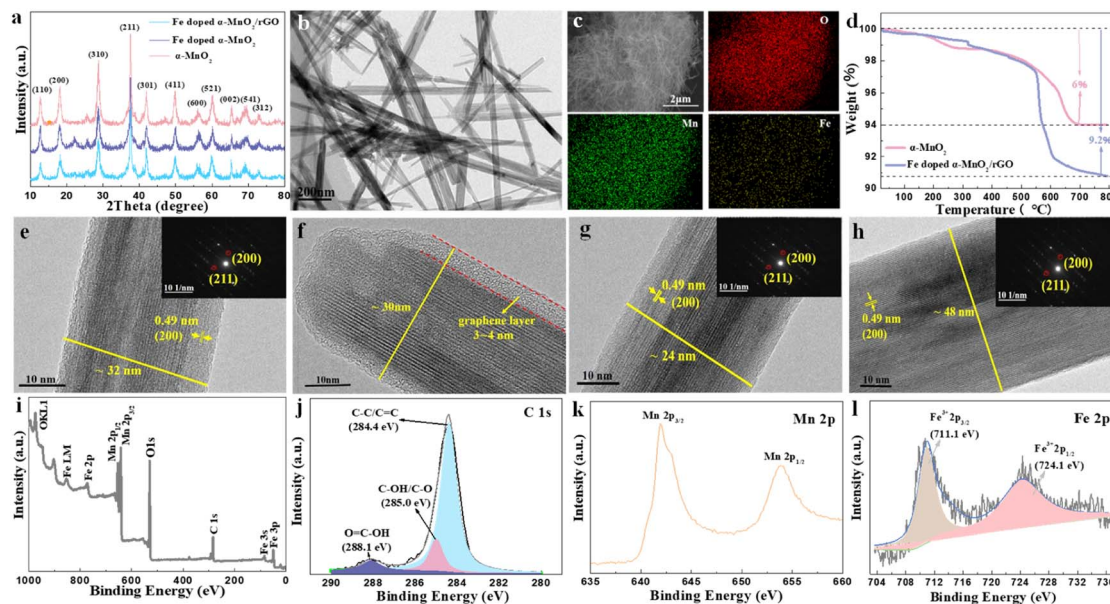 a
Fe doped α-MnO₂/rGO
Fe doped α-MnO₂
α-MnO₂
(110)
(200)
(310)
(211)
(301)
(411)
(600)
(521)
(002)
(541)
(312)
Intensity (a.u.)
10 20 30 40 50 60 70 80
2Theta (degree)
b
200nm
c
2μm
O
Mn
Fe
d
100
98
96
94
92
90
Weight (%)
6%
9.2%
α-MnO₂
Fe doped α-MnO₂/rGO
100 200 300 400 500 600 700 800
Temperature ( °C)
e
(200)
(211)
10 1/nm
0.49 nm
(200)
~ 32 nm
10 nm
f
~ 30nm
graphene layer
3~4 nm
10nm
g
(200)
(211)
10 1/nm
0.49 nm
(200)
~ 24 nm
10 nm
h
(200)
(211)
10 1/nm
0.49 nm
(200)
~ 48 nm
10 nm
i
OKL1
Fe LM
Fe 2p
Mn 2p1/2
Mn 2p3/2
O1s
C 1s
Fe 3s
Fe 3p
Intensity (a.u.)
1000 800 600 400 200 0
Binding Energy (eV)
j
C 1s
C-C/C=C
(284.4 eV)
C-OH/C-O
(285.0 eV)
O=C-OH
(288.1 eV)
Intensity (a.u.)
290 288 286 284 282 280
Binding Energy (eV)
k
Mn 2p
Mn 2p3/2
Mn 2p1/2
Intensity (a.u.)
635 640 645 650 655 660
Binding Energy (eV)
l
Fe 2p
Fe³⁺ 2p3/2
(711.1 eV)
Fe³⁺ 2p1/2
(724.1 eV)
Intensity (a.u.)
704 708 712 716 720 724 728 732 736
Binding Energy (eV)